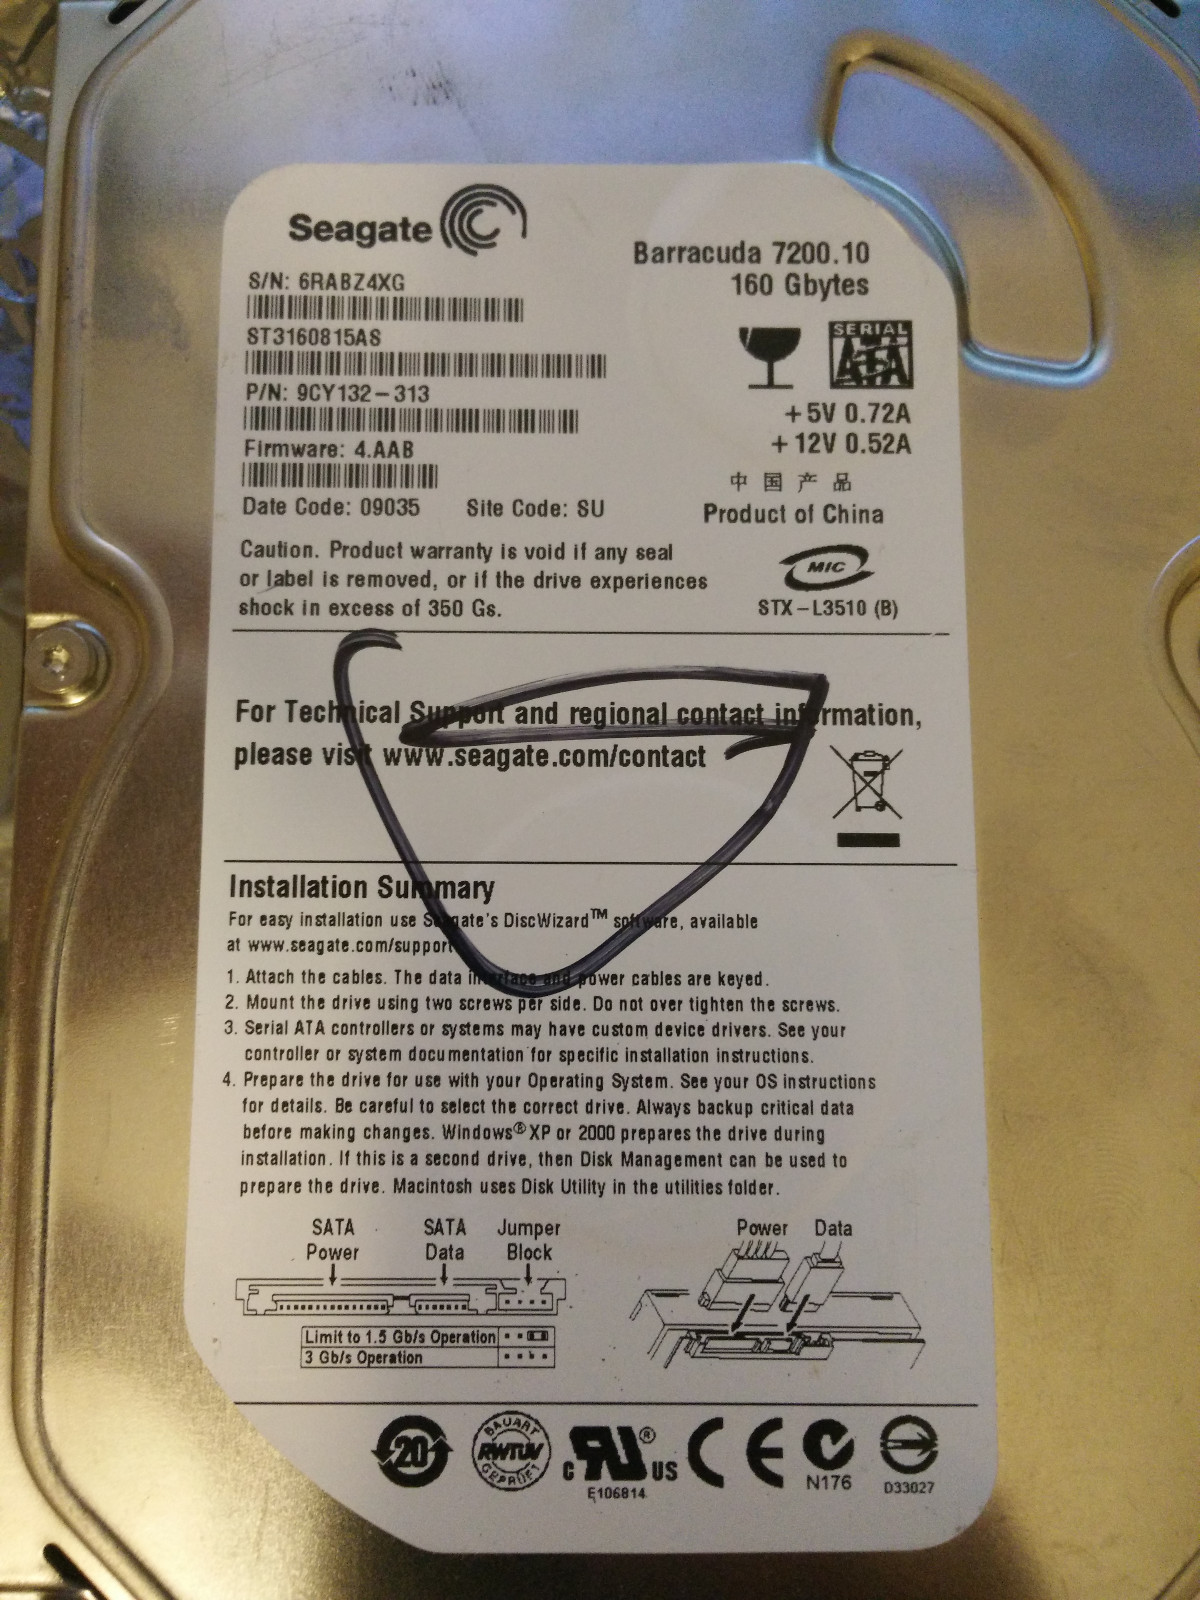 Seagate
Barracuda 7200.10
160 Gbytes
S/N: 6RABZ4XG
ST3160815AS
P/N: 9CY132-313
Firmware: 4.AAB
Date Code: 09035 Site Code: SU
SERIAL
ATA
+5V 0.72A
+12V 0.52A
中国产品
Product of China
Caution. Product warranty is void if any seal
or label is removed, or if the drive experiences
shock in excess of 350 Gs.
MIC
STX-L3510 (B)
For Technical Support and regional contact information,
please visit www.seagate.com/contact
Installation Summary
For easy installation use Seagate's DiscWizard™ software, available
at www.seagate.com/support
1. Attach the cables. The data interface and power cables are keyed.
2. Mount the drive using two screws per side. Do not over tighten the screws.
3. Serial ATA controllers or systems may have custom device drivers. See your
controller or system documentation for specific installation instructions.
4. Prepare the drive for use with your Operating System. See your OS instructions
for details. Be careful to select the correct drive. Always backup critical data
before making changes. Windows® XP or 2000 prepares the drive during
installation. If this is a second drive, then Disk Management can be used to
prepare the drive. Macintosh uses Disk Utility in the utilities folder.
SATA Power
SATA Data
Jumper Block
Power Data
Limit to 1.5 Gb/s Operation
3 Gb/s Operation
20
BAUART
RWTÜV
GEPRÜFT
c RU® US
E106814
CE
N176
D33027